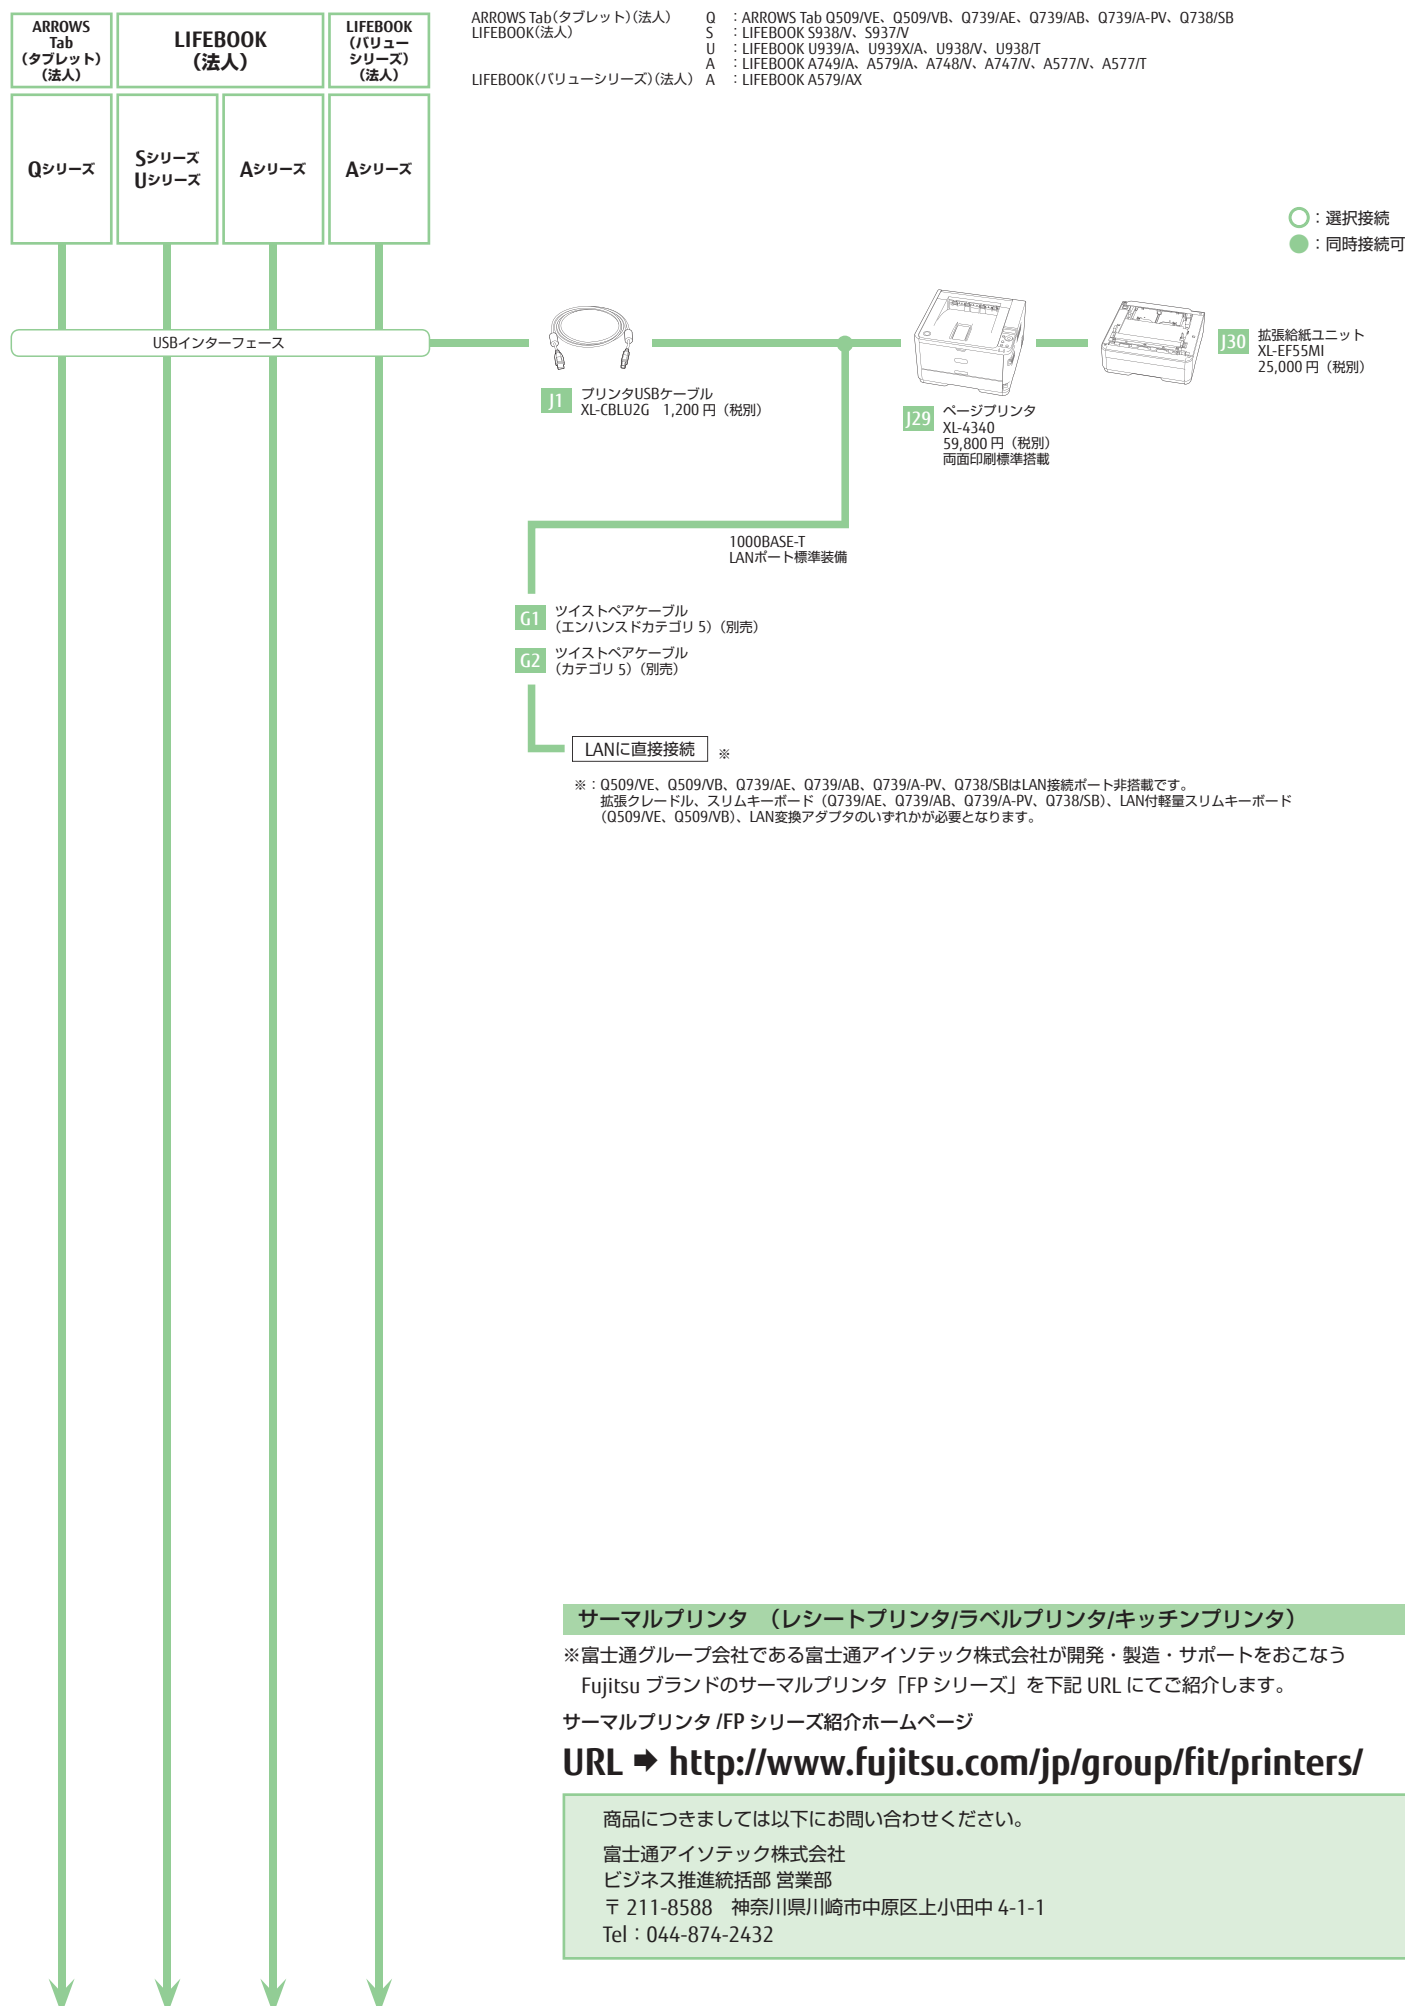 ARROWS
Tab
(タブレット)
(法人)
LIFEBOOK
(法人)
LIFEBOOK
(バリュー
シリーズ)
(法人)
ARROWS Tab(タブレット)(法人) Q :ARROWS Tab Q509/VE、Q509/VB、Q739/AE、Q739/AB、Q739/A-PV、Q738/SB
LIFEBOOK(法人) S :LIFEBOOK S938/V、S937/V
U :LIFEBOOK U939/A、U939X/A、U938/V、U938/T
A :LIFEBOOK A749/A、A579/A、A748/V、A747/V、A577/V、A577/T
LIFEBOOK(バリューシリーズ)(法人) A :LIFEBOOK A579/AX
Qシリーズ
Sシリーズ
Uシリーズ
Aシリーズ
Aシリーズ
○:選択接続
●:同時接続可
USBインターフェース
J1 プリンタUSBケーブル
XL-CBLU2G 1,200 円(税別)
J29 ページプリンタ
XL-4340
59,800 円(税別)
両面印刷標準搭載
J30 拡張給紙ユニット
XL-EF55MI
25,000 円(税別)
1000BASE-T
LANポート標準装備
G1 ツイストペアケーブル
(エンハンスドカテゴリ 5)(別売)
G2 ツイストペアケーブル
(カテゴリ 5)(別売)
LANに直接接続 ※
※:Q509/VE、Q509/VB、Q739/AE、Q739/AB、Q739/A-PV、Q738/SBはLAN接続ポート非搭載です。
拡張クレードル、スリムキーボード(Q739/AE、Q739/AB、Q739/A-PV、Q738/SB)、LAN付軽量スリムキーボード
(Q509/VE、Q509/VB)、LAN変換アダプタのいずれかが必要となります。
サーマルプリンタ (レシートプリンタ/ラベルプリンタ/キッチンプリンタ)
※富士通グループ会社である富士通アイソテック株式会社が開発・製造・サポートをおこなう
Fujitsu ブランドのサーマルプリンタ「FP シリーズ」を下記 URL にてご紹介します。
サーマルプリンタ /FP シリーズ紹介ホームページ
URL ➡ http://www.fujitsu.com/jp/group/fit/printers/
商品につきましては以下にお問い合わせください。
富士通アイソテック株式会社
ビジネス推進統括部 営業部
〒 211-8588 神奈川県川崎市中原区上小田中 4-1-1
Tel:044-874-2432